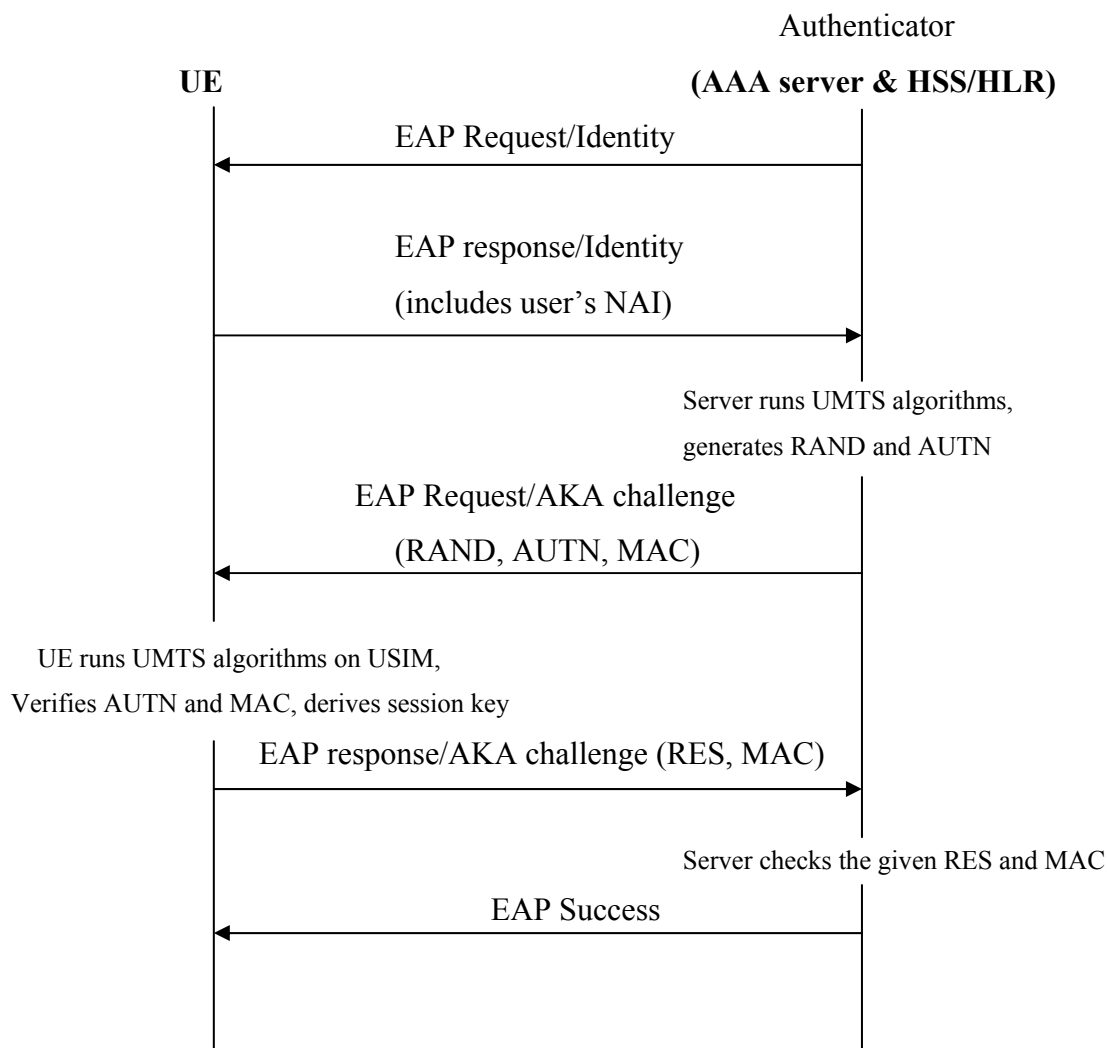 Authenticator
UE
(AAA server & HSS/HLR)
EAP Request/Identity
EAP response/Identity
(includes user’s NAI)
Server runs UMTS algorithms,
generates RAND and AUTN
EAP Request/AKA challenge
(RAND, AUTN, MAC)
UE runs UMTS algorithms on USIM,
Verifies AUTN and MAC, derives session key
EAP response/AKA challenge (RES, MAC)
Server checks the given RES and MAC
EAP Success